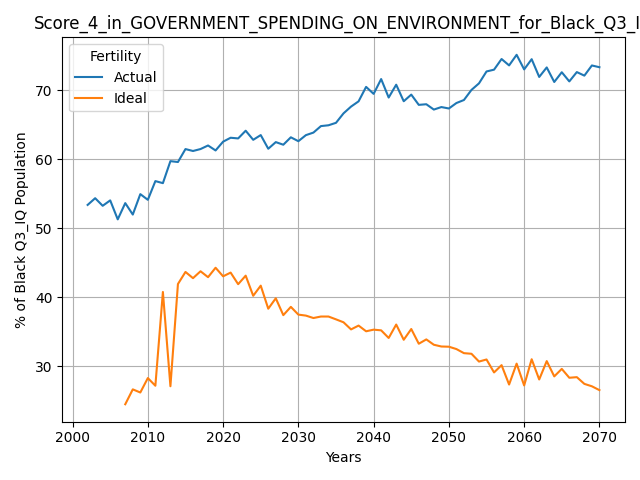 Score_4_in_GOVERNMENT_SPENDING_ON_ENVIRONMENT_for_Black_Q3_I
Fertility
Actual
Ideal
% of Black Q3_IQ Population
70
60
50
40
30
2000
2010
2020
2030
2040
2050
2060
2070
Years